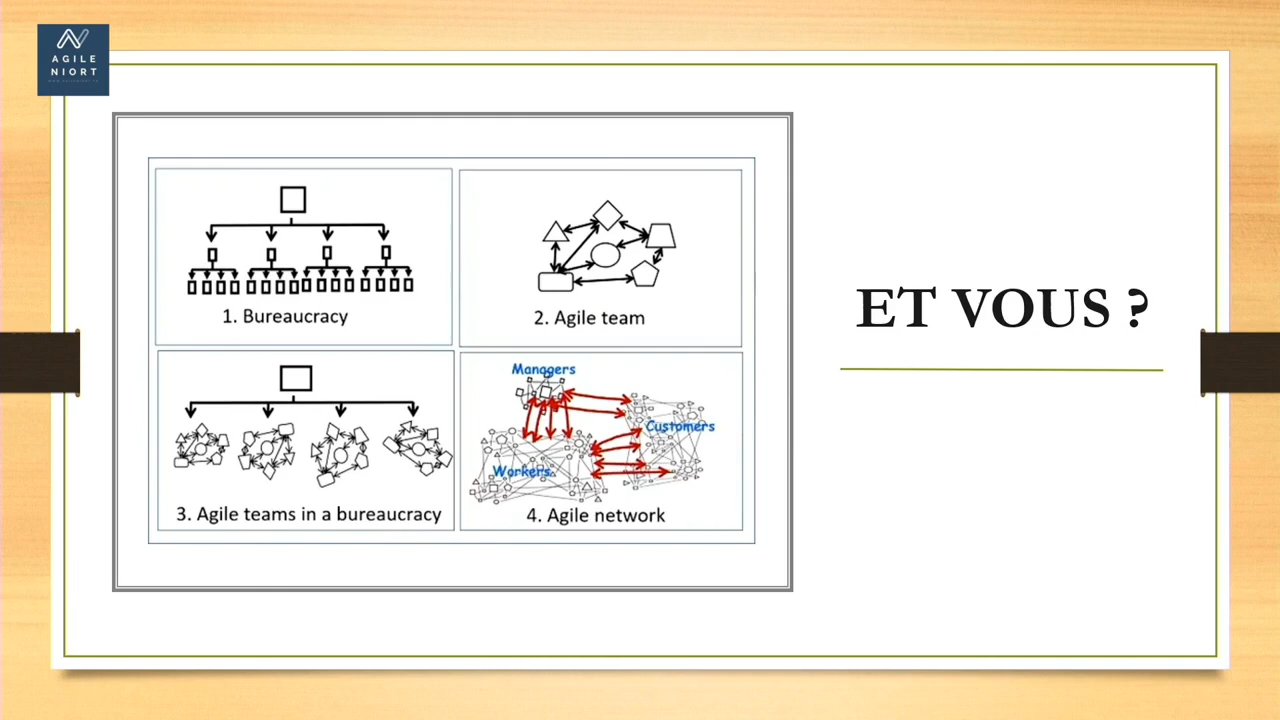 AGILE
NIORT
1. Bureaucracy
2. Agile team
3. Agile teams in a bureaucracy
Managers
Customers
Workers
4. Agile network
ET VOUS ?